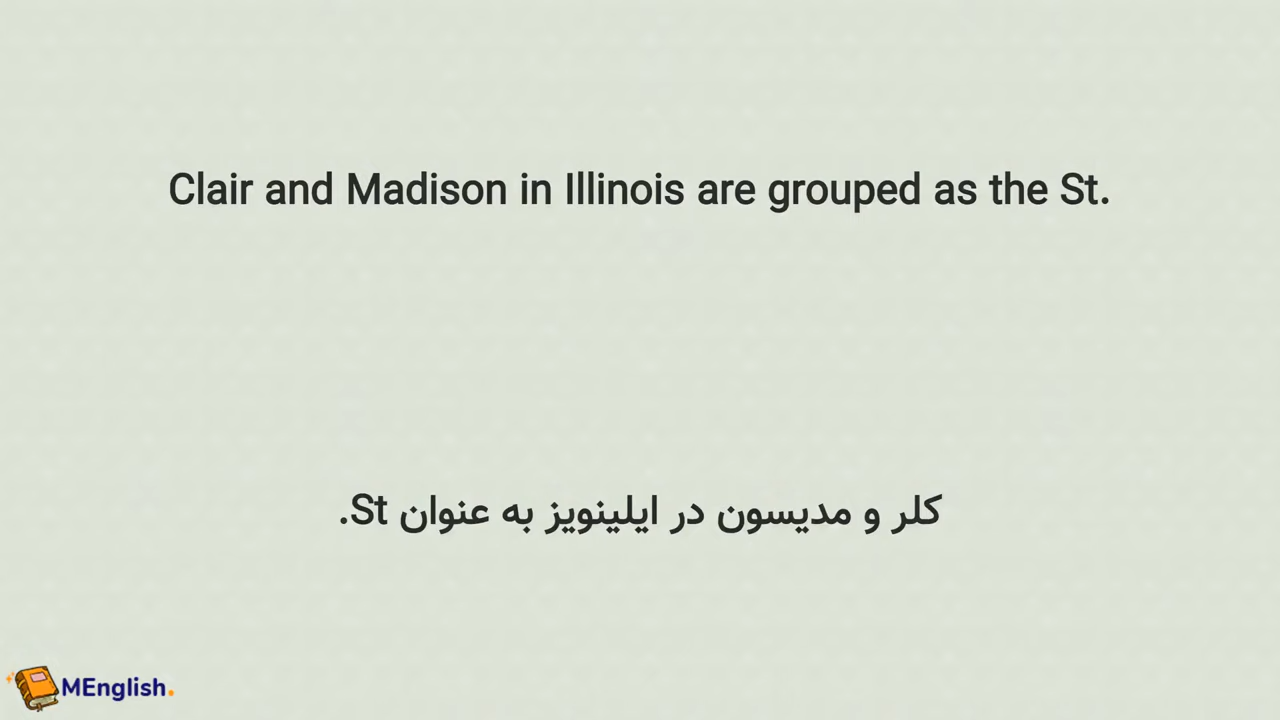 Clair and Madison in Illinois are grouped as the St.
کلر و مدیسون در ایلینویز به عنوان St.
MEnglish.